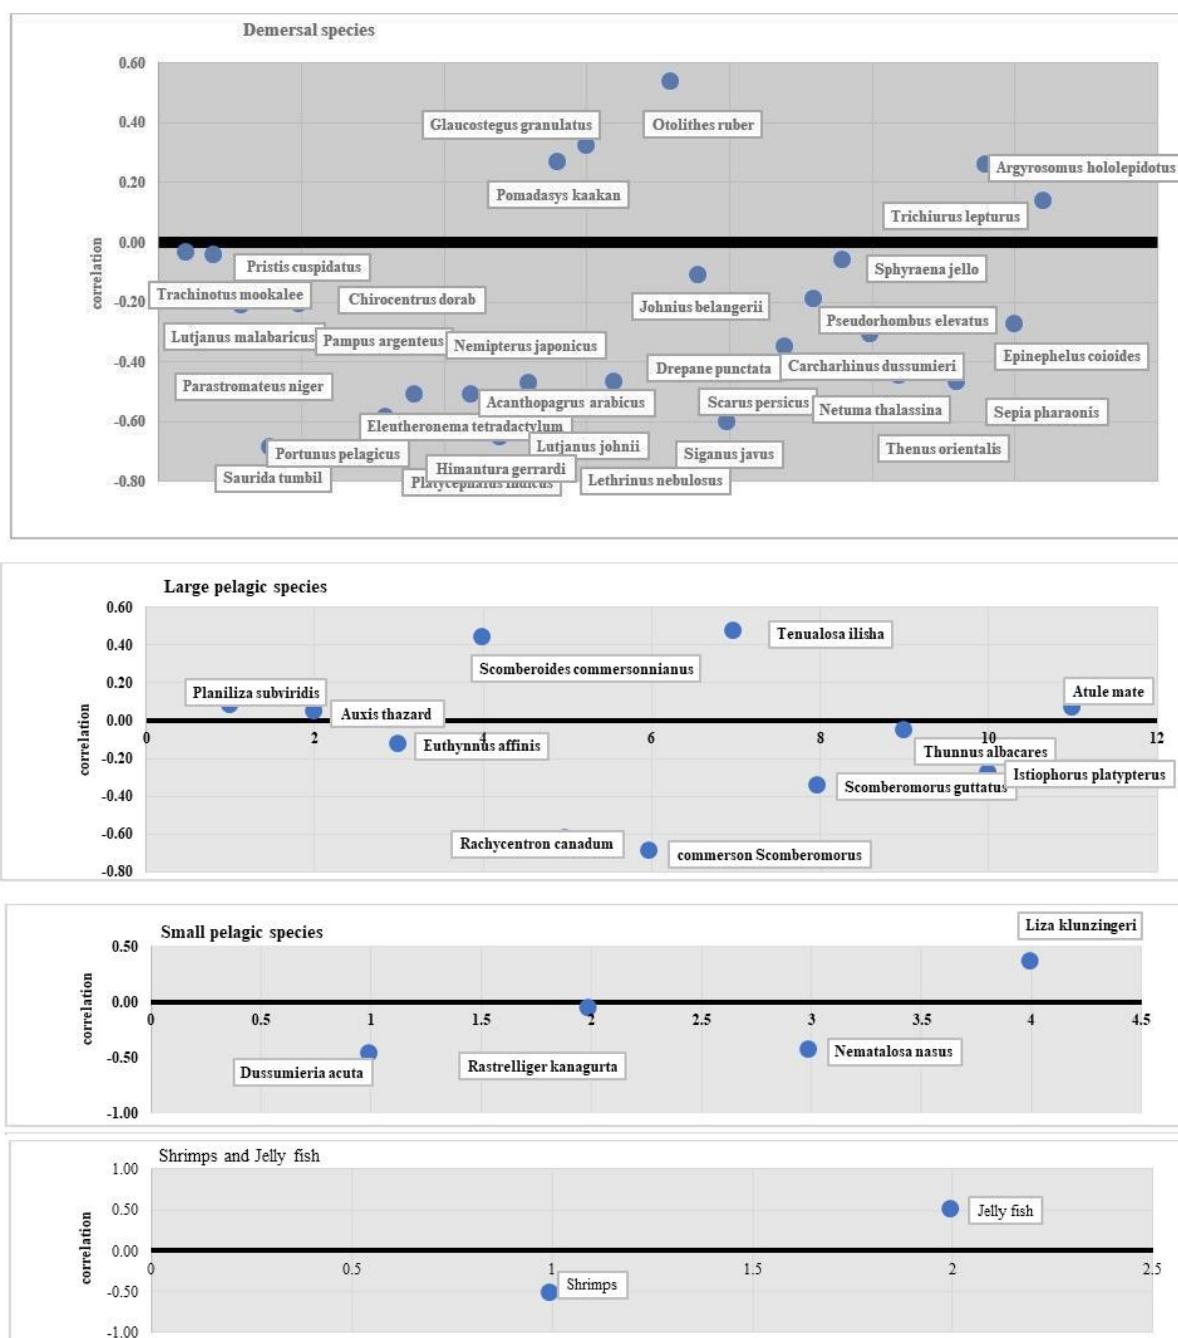 Demersal species
0.60
Glaucostegus granulatus
Otolithes ruber
0.40
Argyrosomus hololepidotus
0.20
Pomadasys kaakan
Trichiurus lepturus
0.00
correlation
Pristis cuspidatus
Sphyraena jello
Trachinotus mookalee
Chirocentrus dorab
-0.20
Johnius belangerii
Pseudorhombus elevatus
Lutjanus malabaricus
Pampus argenteus
Nemipterus japonicus
Epinephelus coioides
-0.40
Drepane punctata
Carcharhinus dussumieri
Parastromateus niger
Acanthopagrus arabicus
Scarus persicus
Netuma thalassina
Sepia pharaonis
-0.60
Eleutheronema tetradactylum
Lutjanus johnii
Thenus orientalis
Portunus pelagicus
Siganus javus
Himantura gerrardi
Saurida tumbil
Platycephalus indicus
Lethrinus nebulosus
-0.80
Large pelagic species
0.60
0.40
Tenualosa ilisha
Scomberoides commersonnianus
0.20
Planiliza subviridis
Atule mate
0.00
Auxis thazard
correlation
0 2 4 6 8 10 12
Euthynnus affinis
Thunnus albacares
-0.20
Istiophorus platypterus
Scomberomorus guttatus
-0.40
-0.60
Rachycentron canadum
commerson Scomberomorus
-0.80
Small pelagic species
Liza klunzingeri
0.50
0.00
correlation
0 0.5 1 1.5 2 2.5 3 3.5 4 4.5
-0.50
Nematalosa nasus
Dussumieria acuta
Rastrelliger kanagurta
-1.00
Shrimps and Jelly fish
1.00
0.50
Jelly fish
0.00
correlation
0 0.5 1 1.5 2 2.5
-0.50
Shrimps
-1.00